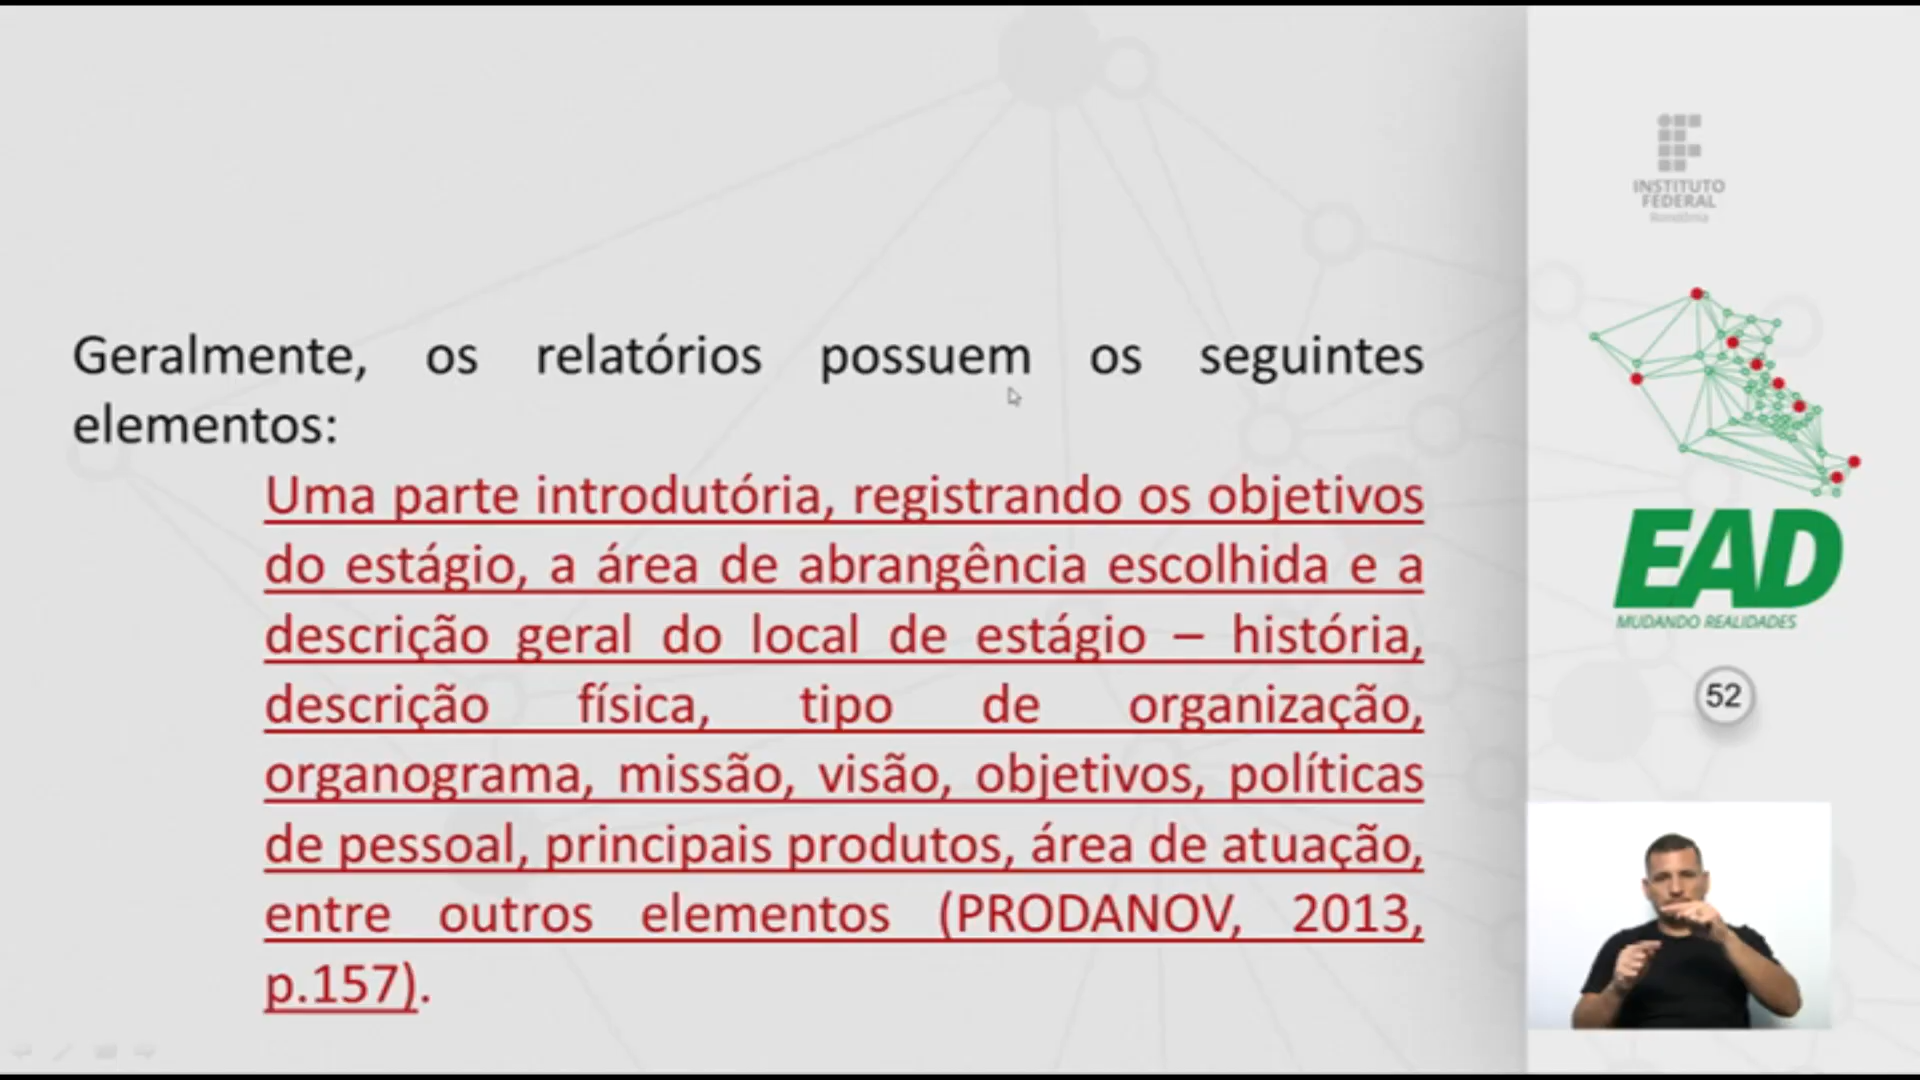 Geralmente, os relatórios possuem os seguintes
elementos:
Uma parte introdutória, registrando os objetivos
do estágio, a área de abrangência escolhida e a
descrição geral do local de estágio – história,
descrição física, tipo de organização,
organograma, missão, visão, objetivos, políticas
de pessoal, principais produtos, área de atuação,
entre outros elementos (PRODANOV, 2013,
p.157).
INSTITUTO
FEDERAL
Rondônia
EAD
MUDANDO REALIDADES
52